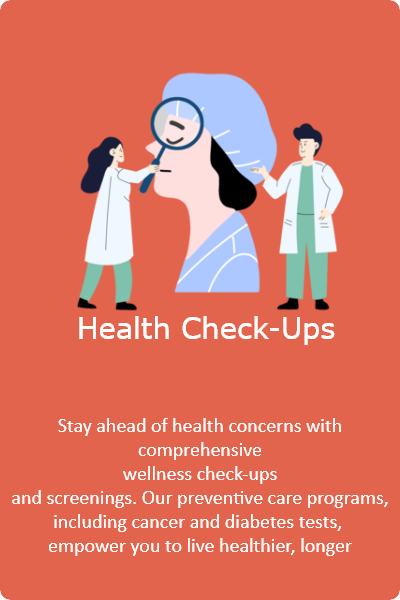 Health Check-Ups
Stay ahead of health concerns with
comprehensive
wellness check-ups
and screenings. Our preventive care programs,
including cancer and diabetes tests,
empower you to live healthier, longer